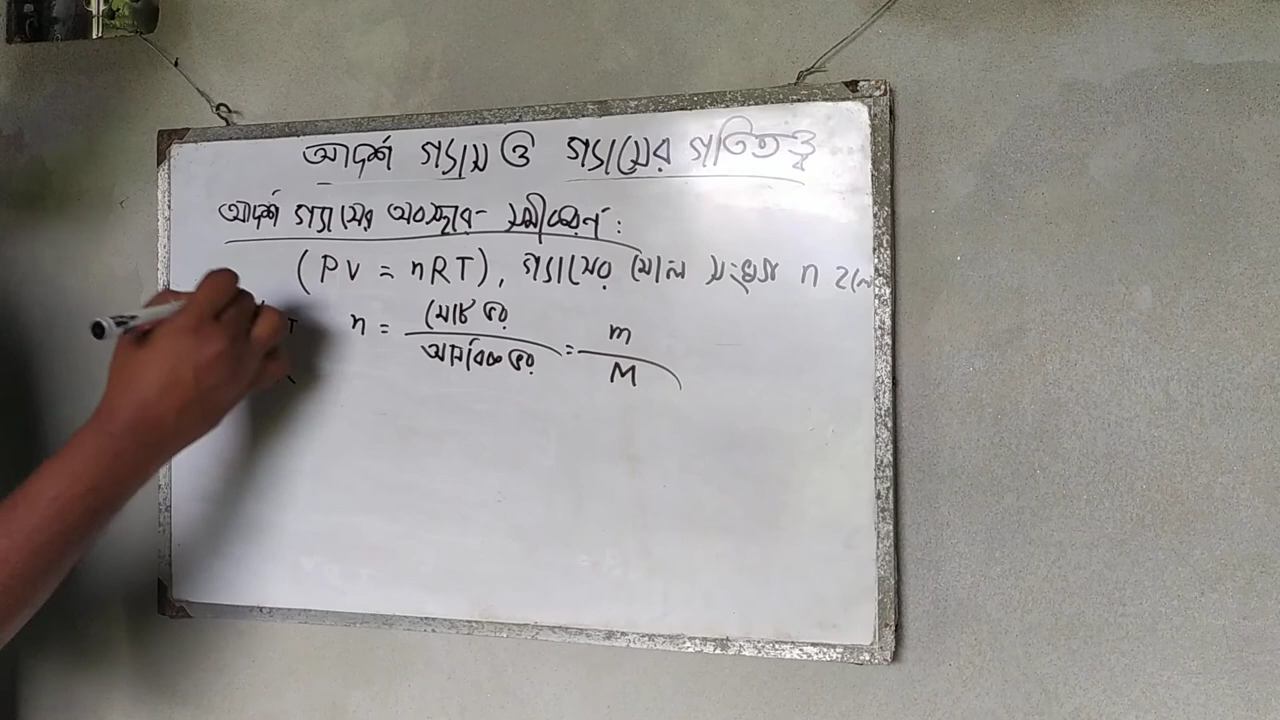 আদর্শ গ্যাস ও গ্যাসের গতিতত্ত্ব
আদর্শ গ্যাসের অবস্থার সমীকরণ:
(PV = nRT), গ্যাসের মোল সংখ্যা n হলে
n = মোট ভর / আণবিক ভর = m / M